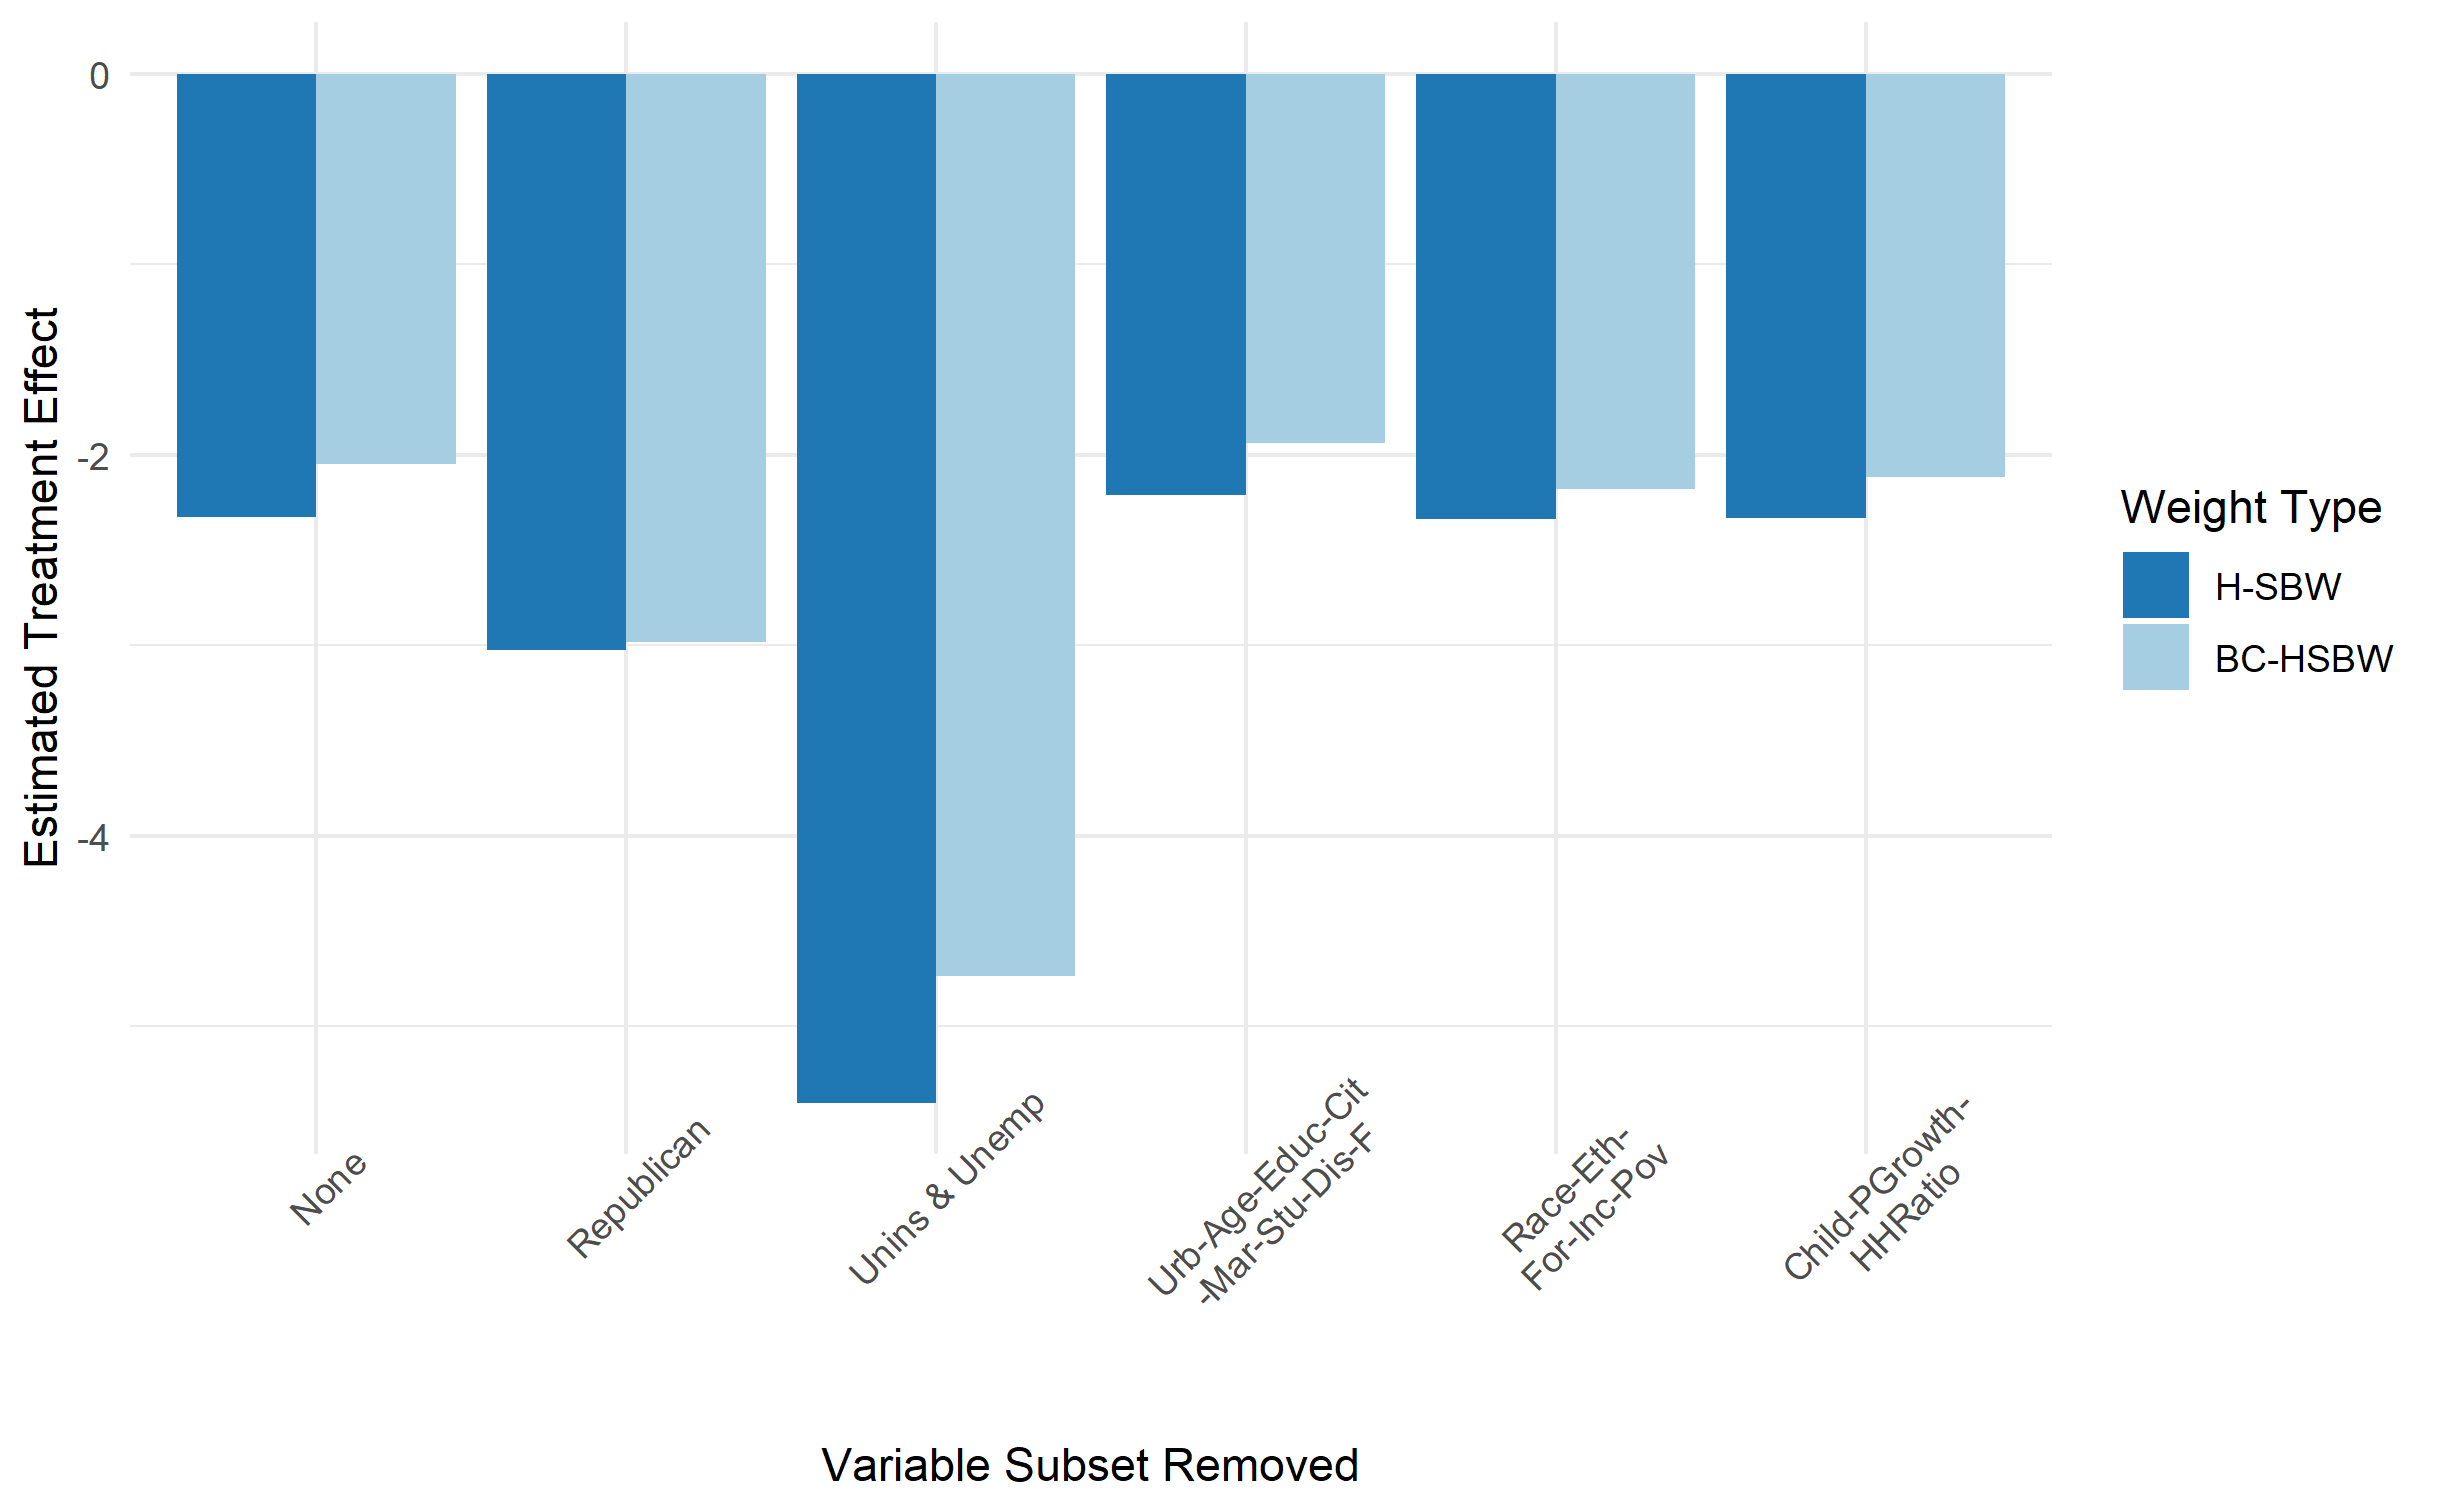 Estimated Treatment Effect
0
-2
-4
None
Republican
Unins & Unemp
Urb-Age-Educ-Cit
-Mar-Stu-Dis-F
Race-Eth-
For-Inc-Pov
Child-PGrowth-
HHRatio
Variable Subset Removed
Weight Type
H-SBW
BC-HSBW